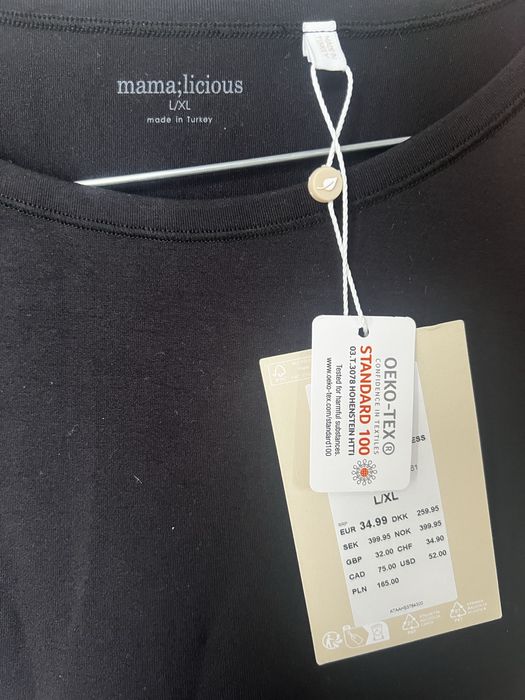 mama;licious
L/XL
made in Turkey
OEKO-TEX®
CONFIDENCE IN TEXTILES
STANDARD 100
03.T.3078 HOHENSTEIN HTTI
Tested for harmful substances.
www.oeko-tex.com/standard100
ESS
L/XL
RRP
EUR 34.99 DKK 259.95
SEK 399.95 NOK 399.95
GBP 32.00 CHF 34.90
CAD 75.00 USD 52.00
PLN 165.00